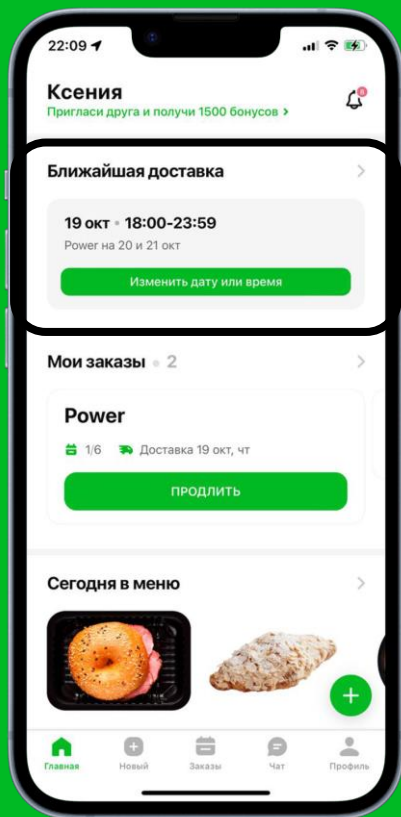 22:09
Ксения
Пригласи друга и получи 1500 бонусов >
Ближайшая доставка
19 окт • 18:00-23:59
Power на 20 и 21 окт
Изменить дату или время
Мои заказы • 2
Power
1/6 Доставка 19 окт, чт
ПРОДЛИТЬ
Сегодня в меню
Главная Новый Заказы Чат Профиль